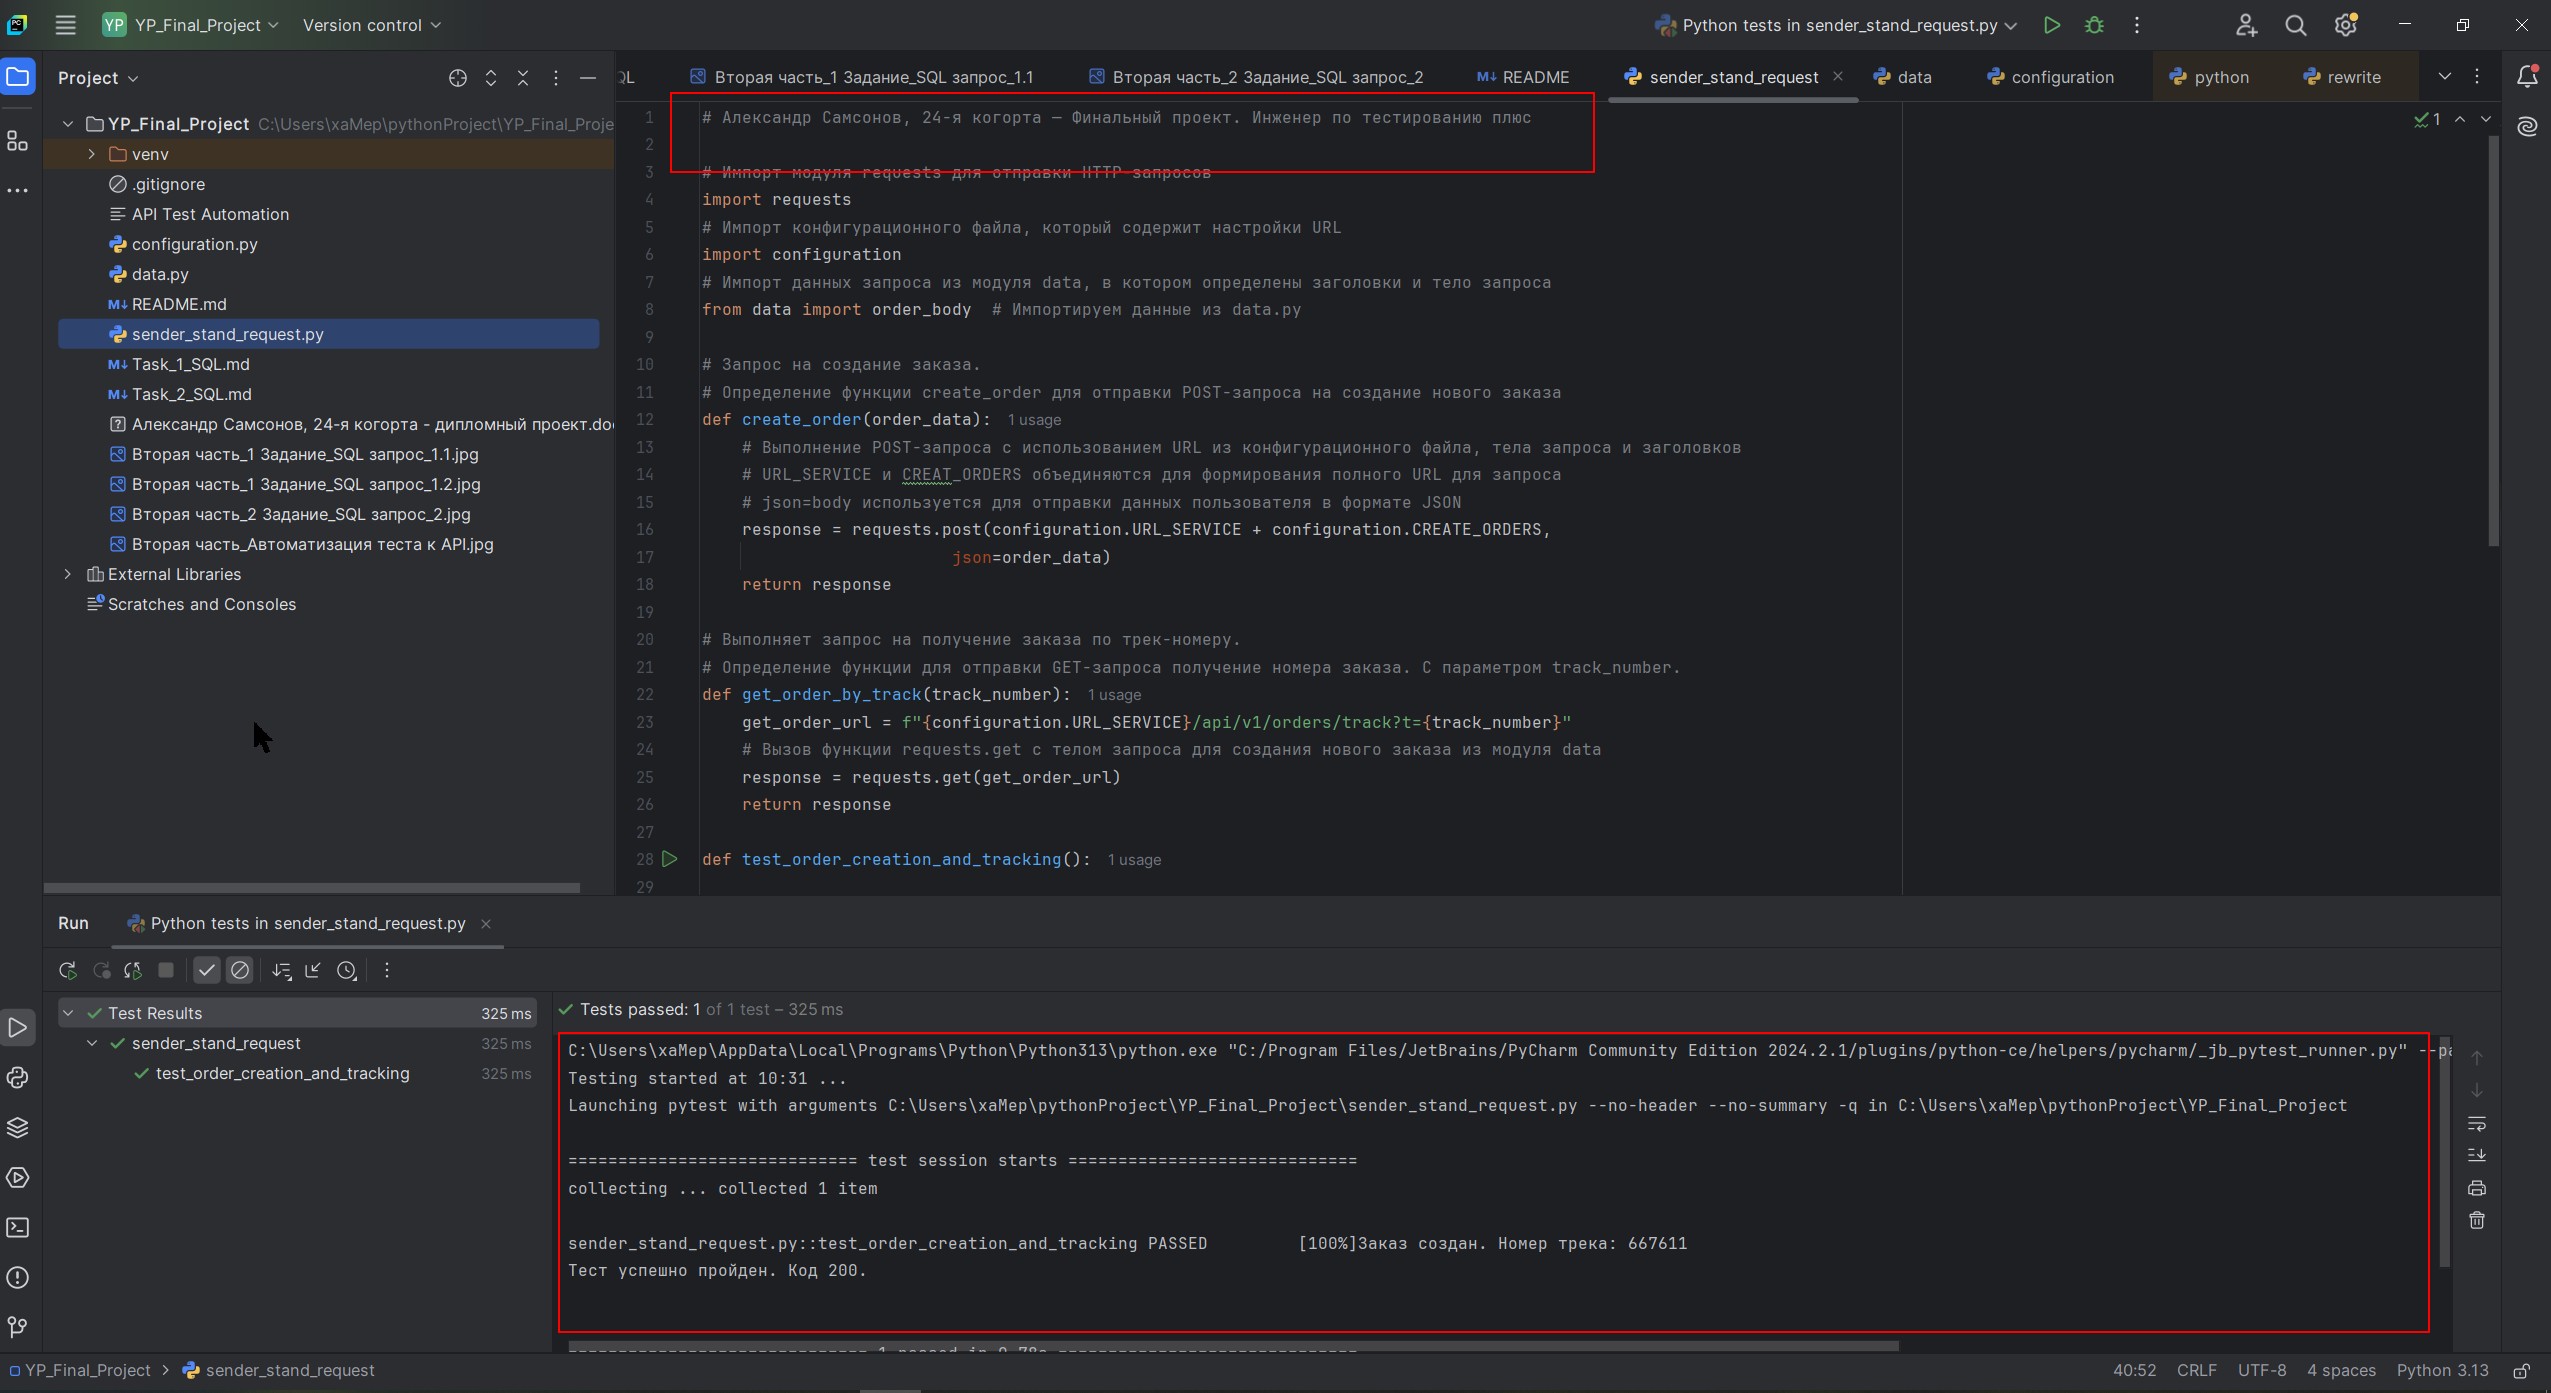 YP YP_Final_Project Version control Python tests in sender_stand_request.py
Project
QL Вторая часть_1 Задание_SQL запрос_1.1 Вторая часть_2 Задание_SQL запрос_2 README sender_stand_request data configuration python rewrite
YP_Final_Project C:\Users\xaMep\pythonProject\YP_Final_Proje
venv
.gitignore
API Test Automation
configuration.py
data.py
README.md
sender_stand_request.py
Task_1_SQL.md
Task_2_SQL.md
Александр Самсонов, 24-я когорта - дипломный проект.do
Вторая часть_1 Задание_SQL запрос_1.1.jpg
Вторая часть_1 Задание_SQL запрос_1.2.jpg
Вторая часть_2 Задание_SQL запрос_2.jpg
Вторая часть_Автоматизация теста к API.jpg
External Libraries
Scratches and Consoles
1 # Александр Самсонов, 24-я когорта — Финальный проект. Инженер по тестированию плюс
1
2
3 # Импорт модуля requests для отправки HTTP-запросов
4 import requests
5 # Импорт конфигурационного файла, который содержит настройки URL
6 import configuration
7 # Импорт данных запроса из модуля data, в котором определены заголовки и тело запроса
8 from data import order_body # Импортируем данные из data.py
9
10 # Запрос на создание заказа.
11 # Определение функции create_order для отправки POST-запроса на создание нового заказа
12 def create_order(order_data): 1 usage
13 # Выполнение POST-запроса с использованием URL из конфигурационного файла, тела запроса и заголовков
14 # URL_SERVICE и CREAT_ORDERS объединяются для формирования полного URL для запроса
15 # json=body используется для отправки данных пользователя в формате JSON
16 response = requests.post(configuration.URL_SERVICE + configuration.CREATE_ORDERS,
17 json=order_data)
18 return response
19
20 # Выполняет запрос на получение заказа по трек-номеру.
21 # Определение функции для отправки GET-запроса получение номера заказа. С параметром track_number.
22 def get_order_by_track(track_number): 1 usage
23 get_order_url = f"{configuration.URL_SERVICE}/api/v1/orders/track?t={track_number}"
24 # Вызов функции requests.get с телом запроса для создания нового заказа из модуля data
25 response = requests.get(get_order_url)
26 return response
27
28 def test_order_creation_and_tracking(): 1 usage
29
Run Python tests in sender_stand_request.py
Test Results 325 ms
sender_stand_request 325 ms
test_order_creation_and_tracking 325 ms
Tests passed: 1 of 1 test – 325 ms
C:\Users\xaMep\AppData\Local\Programs\Python\Python313\python.exe "C:/Program Files/JetBrains/PyCharm Community Edition 2024.2.1/plugins/python-ce/helpers/pycharm/_jb_pytest_runner.py" --pa
Testing started at 10:31 ...
Launching pytest with arguments C:\Users\xaMep\pythonProject\YP_Final_Project\sender_stand_request.py --no-header --no-summary -q in C:\Users\xaMep\pythonProject\YP_Final_Project
============================= test session starts =============================
collecting ... collected 1 item
sender_stand_request.py::test_order_creation_and_tracking PASSED [100%]Заказ создан. Номер трека: 667611
Тест успешно пройден. Код 200.
============================== 1 passed in 0.78s ==============================
YP_Final_Project sender_stand_request 40:52 CRLF UTF-8 4 spaces Python 3.13